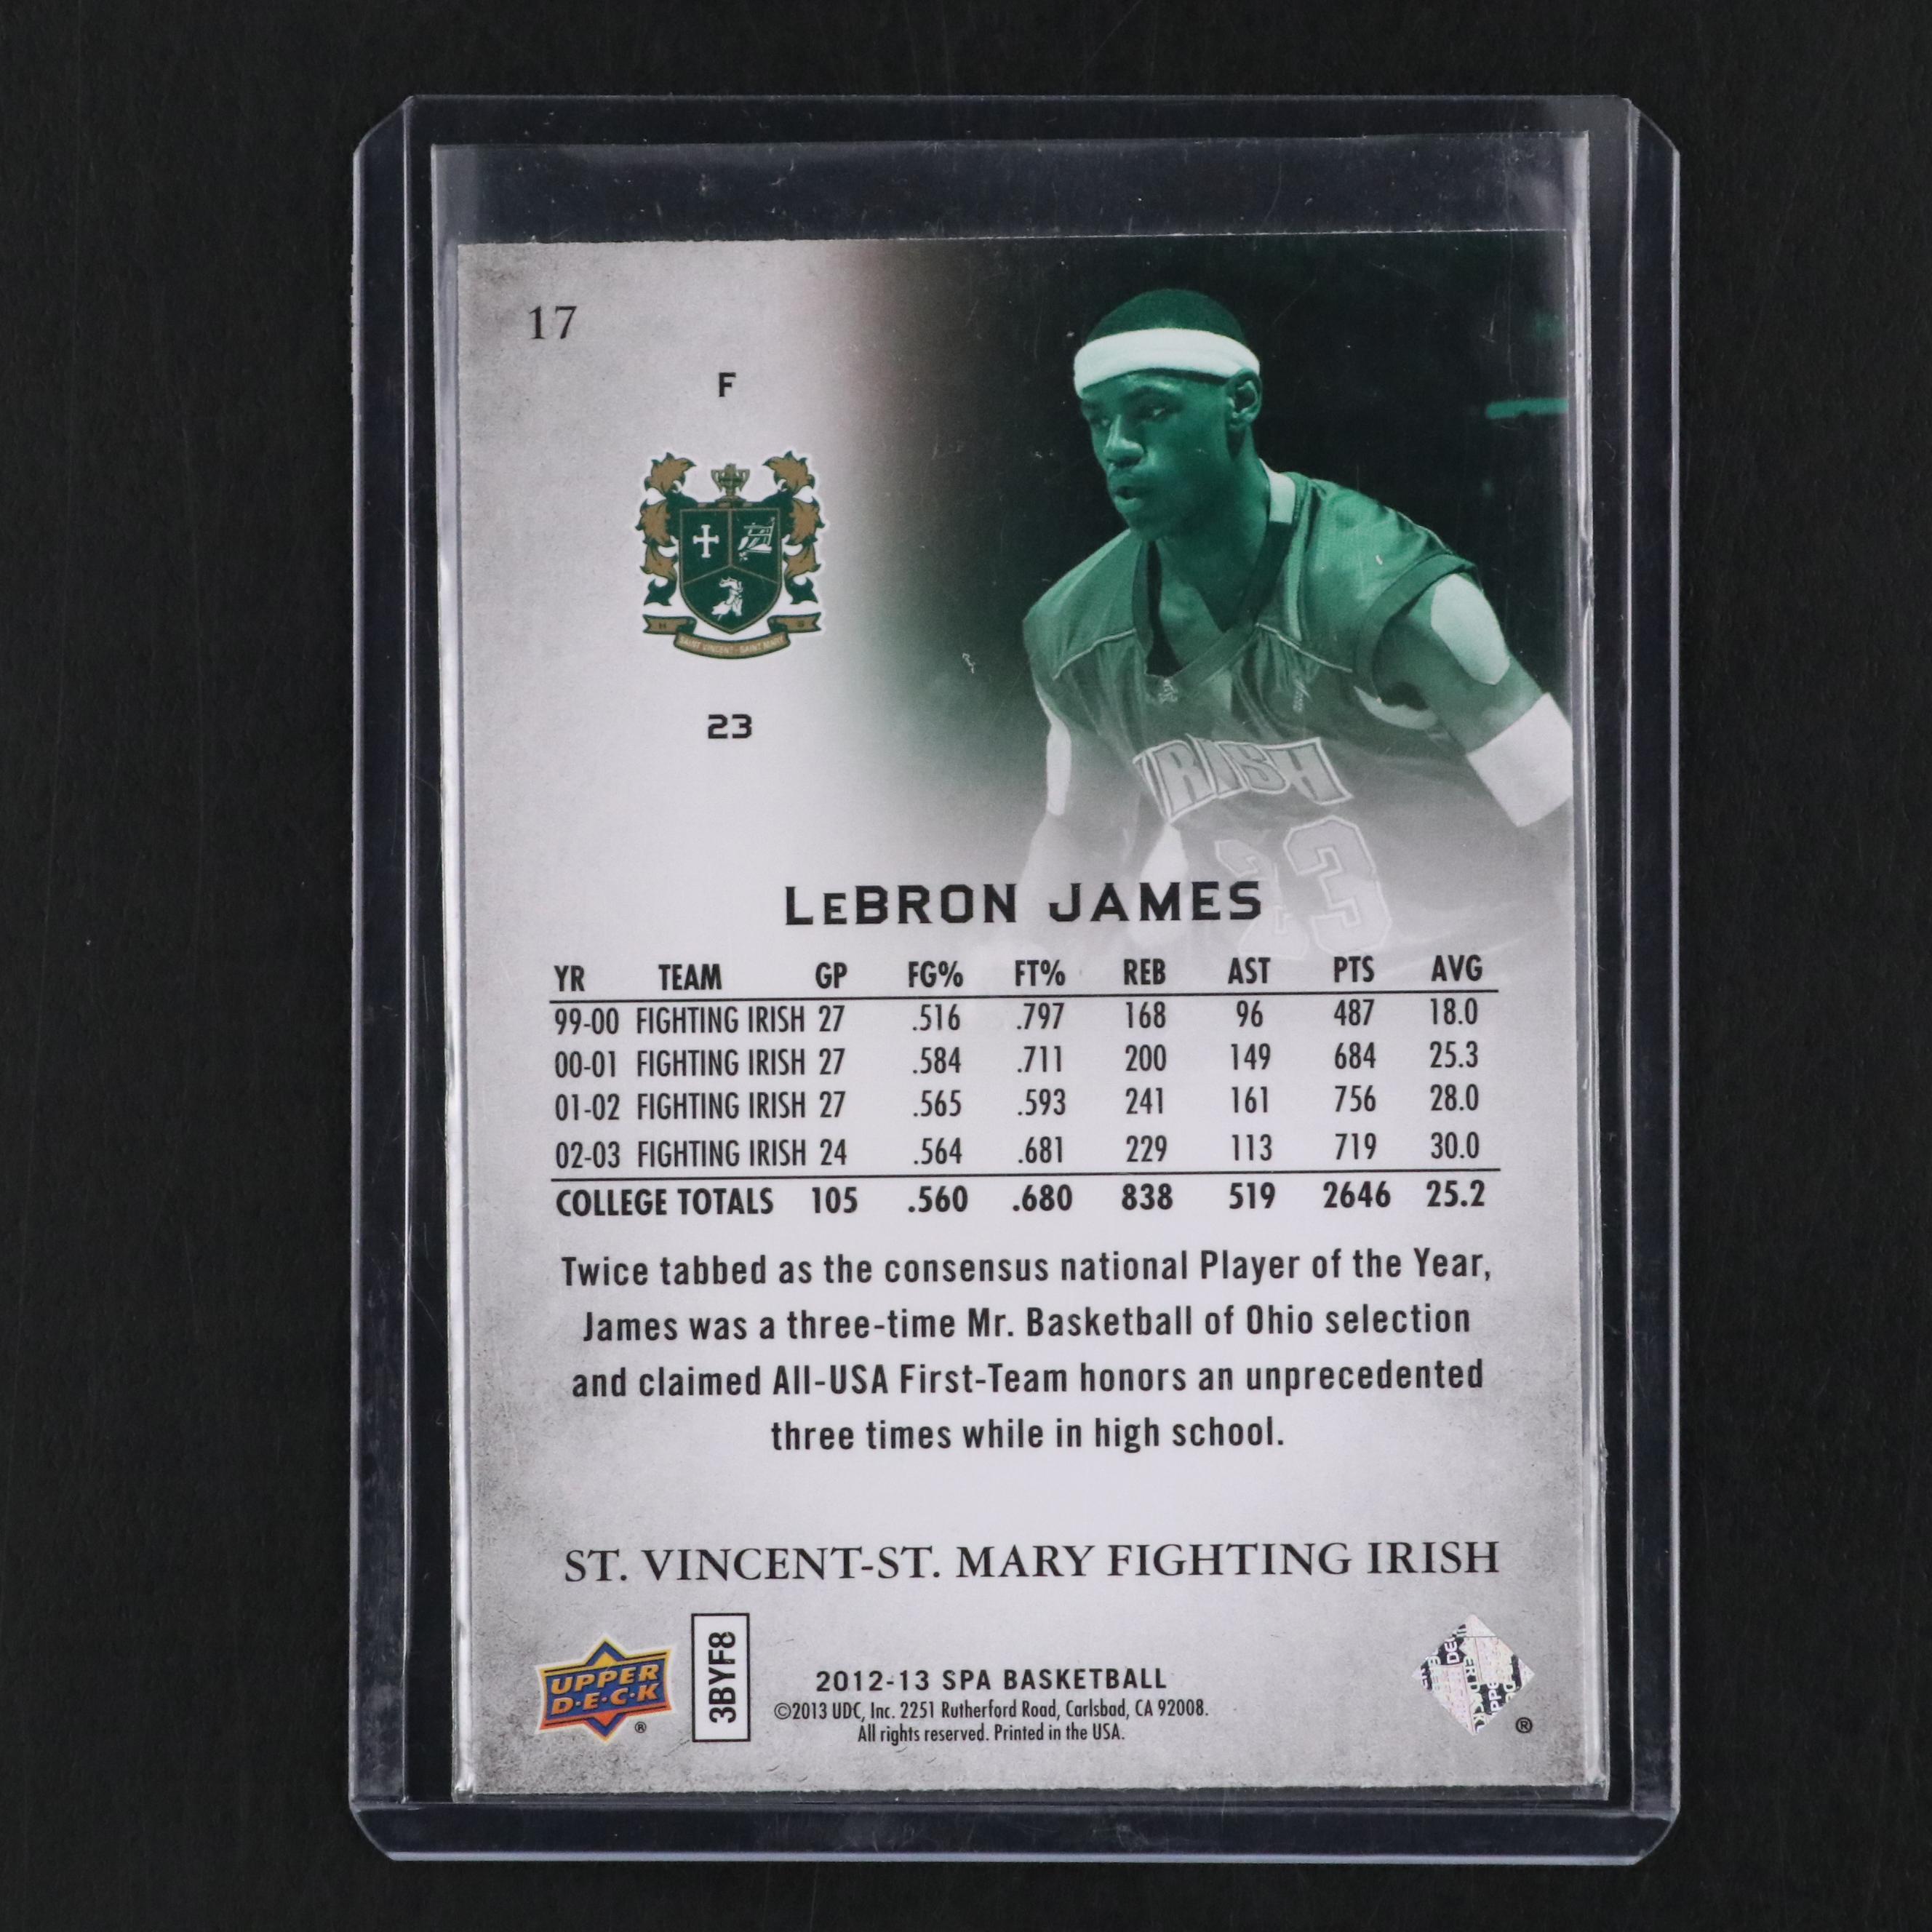 17
F
H S
SAINT VINCENT - SAINT MARY
23
IRISH
23
LeBRON JAMES
YR TEAM GP FG% FT% REB AST PTS AVG
99-00 FIGHTING IRISH 27 .516 .797 168 96 487 18.0
00-01 FIGHTING IRISH 27 .584 .711 200 149 684 25.3
01-02 FIGHTING IRISH 27 .565 .593 241 161 756 28.0
02-03 FIGHTING IRISH 24 .564 .681 229 113 719 30.0
COLLEGE TOTALS 105 .560 .680 838 519 2646 25.2
Twice tabbed as the consensus national Player of the Year,
James was a three-time Mr. Basketball of Ohio selection
and claimed All-USA First-Team honors an unprecedented
three times while in high school.
ST. VINCENT-ST. MARY FIGHTING IRISH
UPPER
D·E·C·K
®
3BYF8
2012-13 SPA BASKETBALL
©2013 UDC, Inc. 2251 Rutherford Road, Carlsbad, CA 92008.
All rights reserved. Printed in the USA.
®